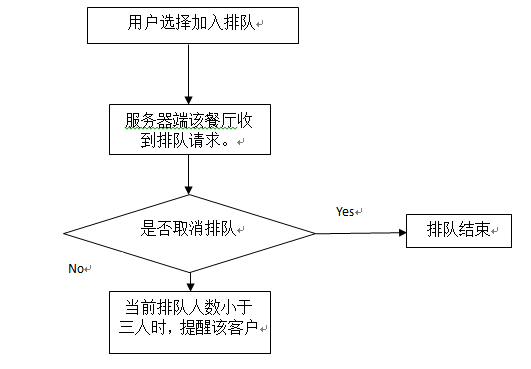 用户选择加入排队
服务器端该餐厅收
到排队请求。
是否取消排队
Yes
排队结束
No
当前排队人数小于
三人时，提醒该客户